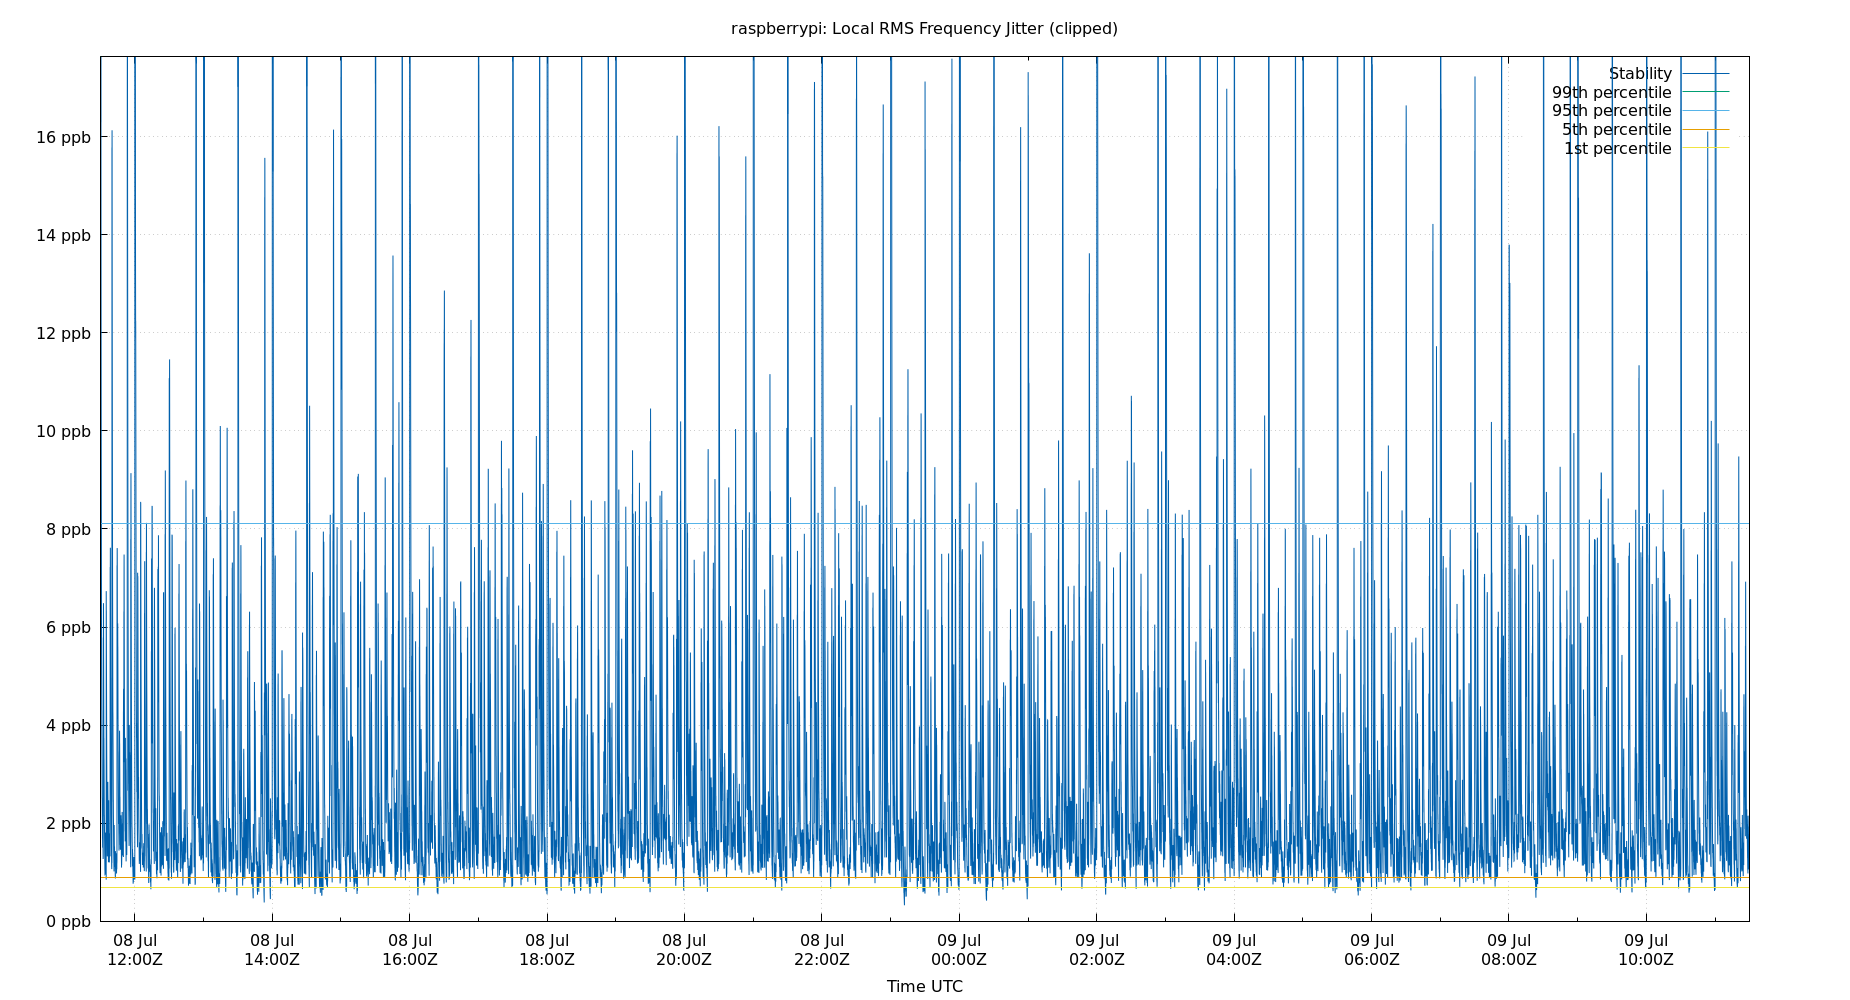 raspberrypi: Local RMS Frequency Jitter (clipped)
Stability
99th percentile
95th percentile
5th percentile
1st percentile
16 ppb
14 ppb
12 ppb
10 ppb
8 ppb
6 ppb
4 ppb
2 ppb
0 ppb
08 Jul 08 Jul 08 Jul 08 Jul 08 Jul 08 Jul 09 Jul 09 Jul 09 Jul 09 Jul 09 Jul 09 Jul
12:00Z 14:00Z 16:00Z 18:00Z 20:00Z 22:00Z 00:00Z 02:00Z 04:00Z 06:00Z 08:00Z 10:00Z
Time UTC